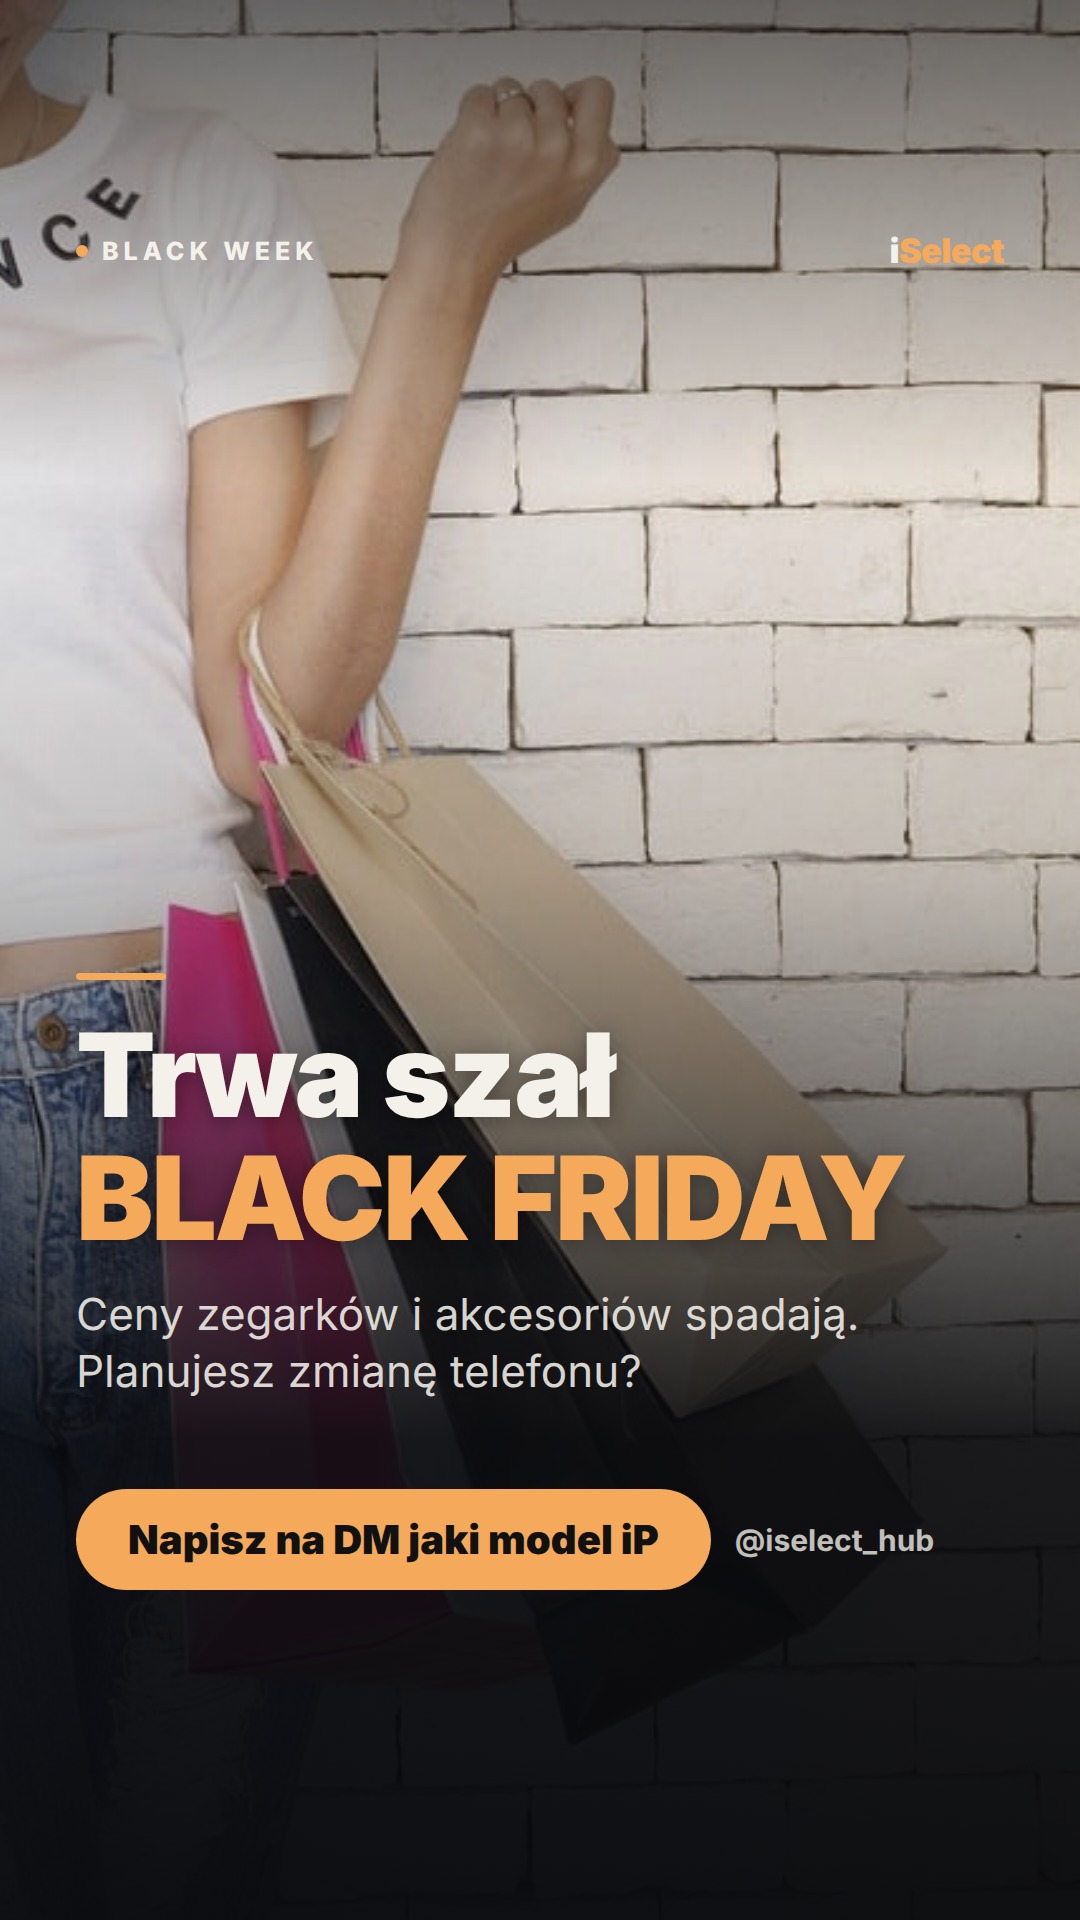 VCE
BLACK WEEK
iSelect
Trwa szał
BLACK FRIDAY
Ceny zegarków i akcesoriów spadają.
Planujesz zmianę telefonu?
Napisz na DM jaki model iP
@iselect_hub